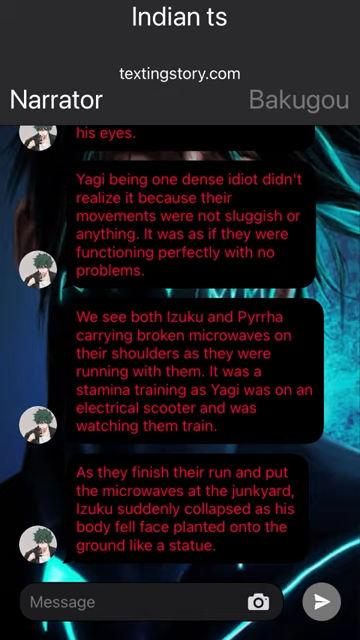 Indian ts
textingstory.com
Narrator Bakugou
his eyes.
Yagi being one dense idiot didn't
realize it because their
movements were not sluggish or
anything. It was as if they were
functioning perfectly with no
problems.
We see both Izuku and Pyrrha
carrying broken microwaves on
their shoulders as they were
running with them. It was a
stamina training as Yagi was on an
electrical scooter and was
watching them train.
As they finish their run and put
the microwaves at the junkyard,
Izuku suddenly collapsed as his
body fell face planted onto the
ground like a statue.
Message